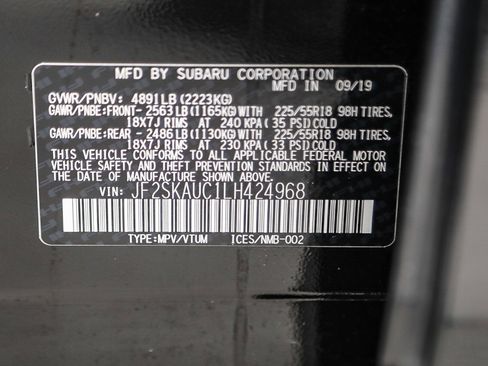 MFD BY SUBARU CORPORATION
MFD IN 09/19
GVWR/PNBV: 4891LB(2223KG)
GAWR/PNBE:FRONT- 2563LB(1165KG)WITH 225/55R18 98H TIRES,
18X7J RIMS AT 240 KPA(35 PSI)COLD
GAWR/PNBE:REAR - 2486LB(1130KG)WITH 225/55R18 98H TIRES,
18X7J RIMS AT 230 KPA(33 PSI)COLD
THIS VEHICLE CONFORMS TO ALL APPLICABLE FEDERAL MOTOR
VEHICLE SAFETY AND THEFT PREVENTION STANDARDS IN EFFECT ON
THE DATE OF MANUFACTURE SHOWN ABOVE.
VIN: JF2SKAUC1LH424968
TYPE:MPV/VTUM ICES/NMB-002